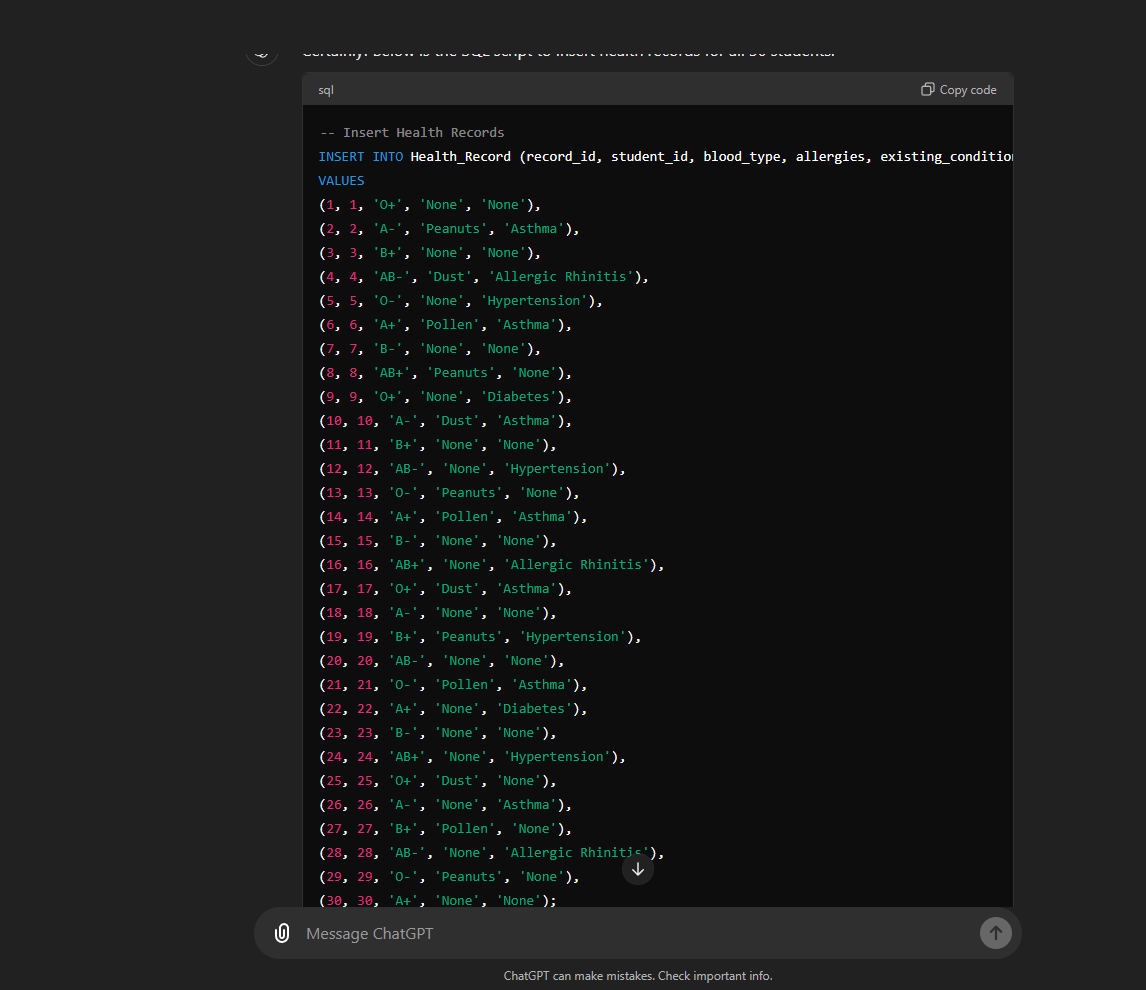 Certainly! Below is the SQL script to insert health records for all 30 students:
sql
Copy code
-- Insert Health Records
INSERT INTO Health_Record (record_id, student_id, blood_type, allergies, existing_condition
VALUES
(1, 1, 'O+', 'None', 'None'),
(2, 2, 'A-', 'Peanuts', 'Asthma'),
(3, 3, 'B+', 'None', 'None'),
(4, 4, 'AB-', 'Dust', 'Allergic Rhinitis'),
(5, 5, 'O-', 'None', 'Hypertension'),
(6, 6, 'A+', 'Pollen', 'Asthma'),
(7, 7, 'B-', 'None', 'None'),
(8, 8, 'AB+', 'Peanuts', 'None'),
(9, 9, 'O+', 'None', 'Diabetes'),
(10, 10, 'A-', 'Dust', 'Asthma'),
(11, 11, 'B+', 'None', 'None'),
(12, 12, 'AB-', 'None', 'Hypertension'),
(13, 13, 'O-', 'Peanuts', 'None'),
(14, 14, 'A+', 'Pollen', 'Asthma'),
(15, 15, 'B-', 'None', 'None'),
(16, 16, 'AB+', 'None', 'Allergic Rhinitis'),
(17, 17, 'O+', 'Dust', 'Asthma'),
(18, 18, 'A-', 'None', 'None'),
(19, 19, 'B+', 'Peanuts', 'Hypertension'),
(20, 20, 'AB-', 'None', 'None'),
(21, 21, 'O-', 'Pollen', 'Asthma'),
(22, 22, 'A+', 'None', 'Diabetes'),
(23, 23, 'B-', 'None', 'None'),
(24, 24, 'AB+', 'None', 'Hypertension'),
(25, 25, 'O+', 'Dust', 'None'),
(26, 26, 'A-', 'None', 'Asthma'),
(27, 27, 'B+', 'Pollen', 'None'),
(28, 28, 'AB-', 'None', 'Allergic Rhinitis'),
(29, 29, 'O-', 'Peanuts', 'None'),
(30, 30, 'A+', 'None', 'None');
Message ChatGPT
ChatGPT can make mistakes. Check important info.